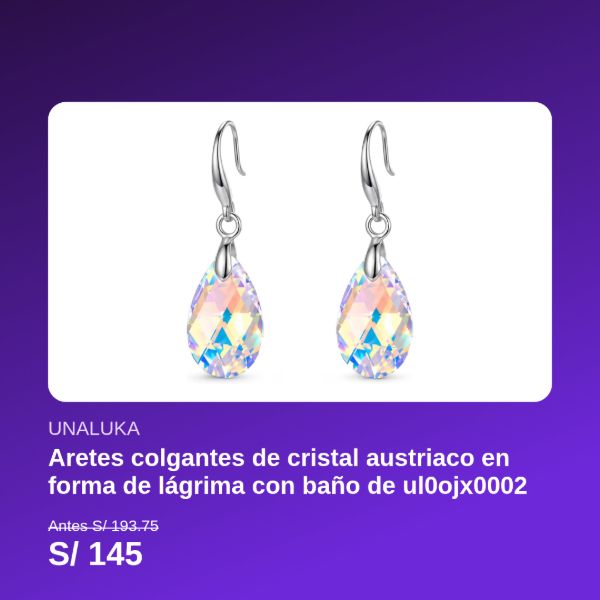 UNALUKA
Aretes colgantes de cristal austriaco en
forma de lágrima con baño de ul0ojx0002
Antes S/ 193.75
S/ 145